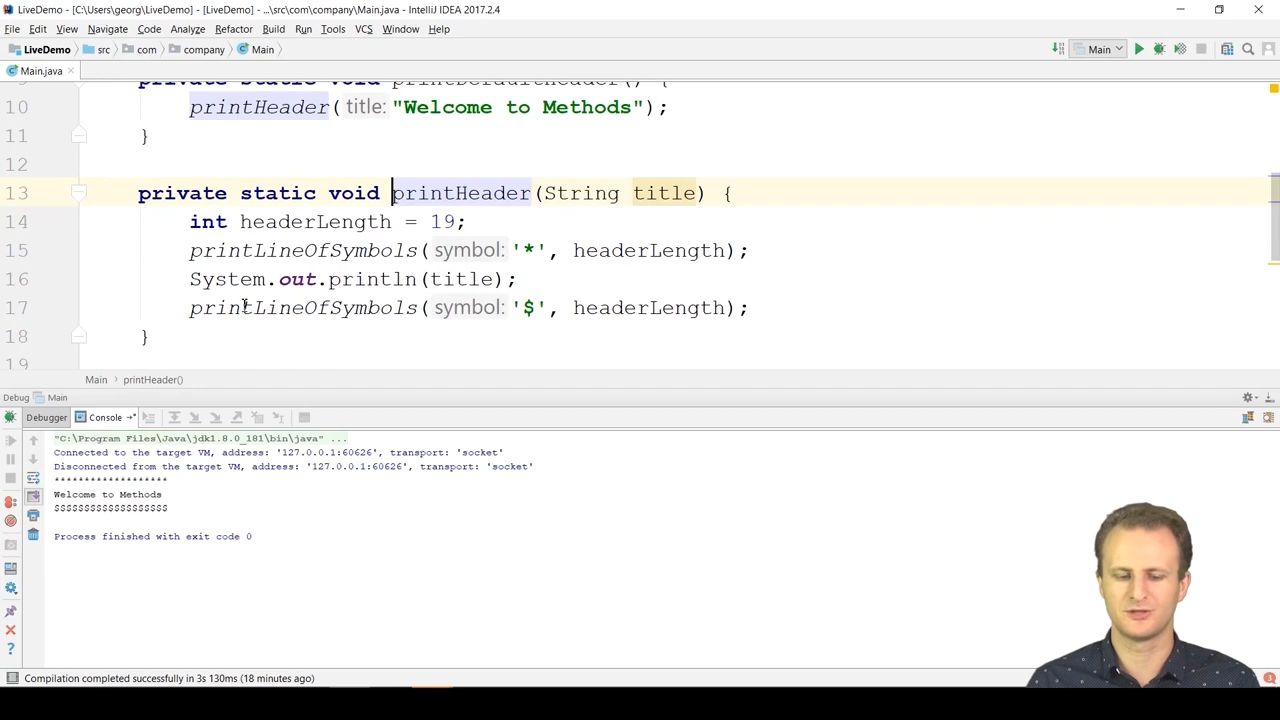 LiveDemo - [C:\Users\georg\LiveDemo] - [LiveDemo] - ...\src\com\company\Main.java - IntelliJ IDEA 2017.2.4
File Edit View Navigate Code Analyze Refactor Build Run Tools VCS Window Help
LiveDemo src com company Main Main
Main.java
private static void printDefaultHeader() {
10 printHeader( title: "Welcome to Methods");
11 }
12
13 private static void printHeader(String title) {
14 int headerLength = 19;
15 printLineOfSymbols( symbol: '*', headerLength);
16 System.out.println(title);
17 printLineOfSymbols( symbol: '$', headerLength);
18 }
19
Main printHeader()
Debug Main
Debugger Console
"C:\Program Files\Java\jdk1.8.0_181\bin\java" ...
Connected to the target VM, address: '127.0.0.1:60626', transport: 'socket'
Disconnected from the target VM, address: '127.0.0.1:60626', transport: 'socket'
*******************
Welcome to Methods
$$$$$$$$$$$$$$$$$$$
Process finished with exit code 0
Compilation completed successfully in 3s 130ms (18 minutes ago)